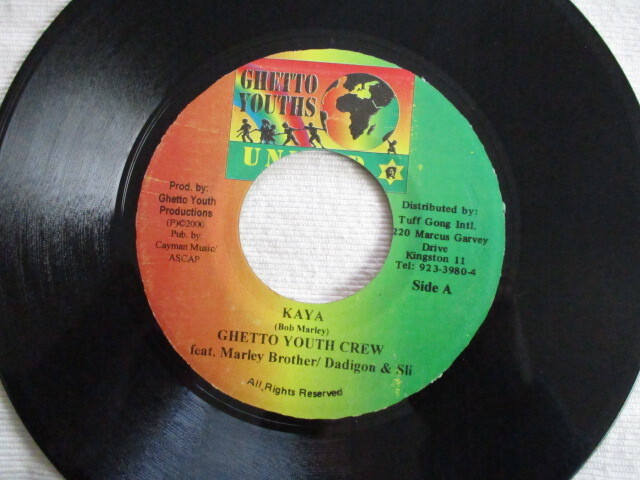 GHETTO
YOUTHS
Prod. by:
Ghetto Youth
Productions
(P)©2000
Pub. by:
Cayman Music/
ASCAP
Distributed by:
Tuff Gong Intl.
220 Marcus Garvey
Drive
Kingston 11
Tel: 923-3980-4
Side A
KAYA
(Bob Marley)
GHETTO YOUTH CREW
feat. Marley Brother/ Dadigon & Sli
All Rights Reserved